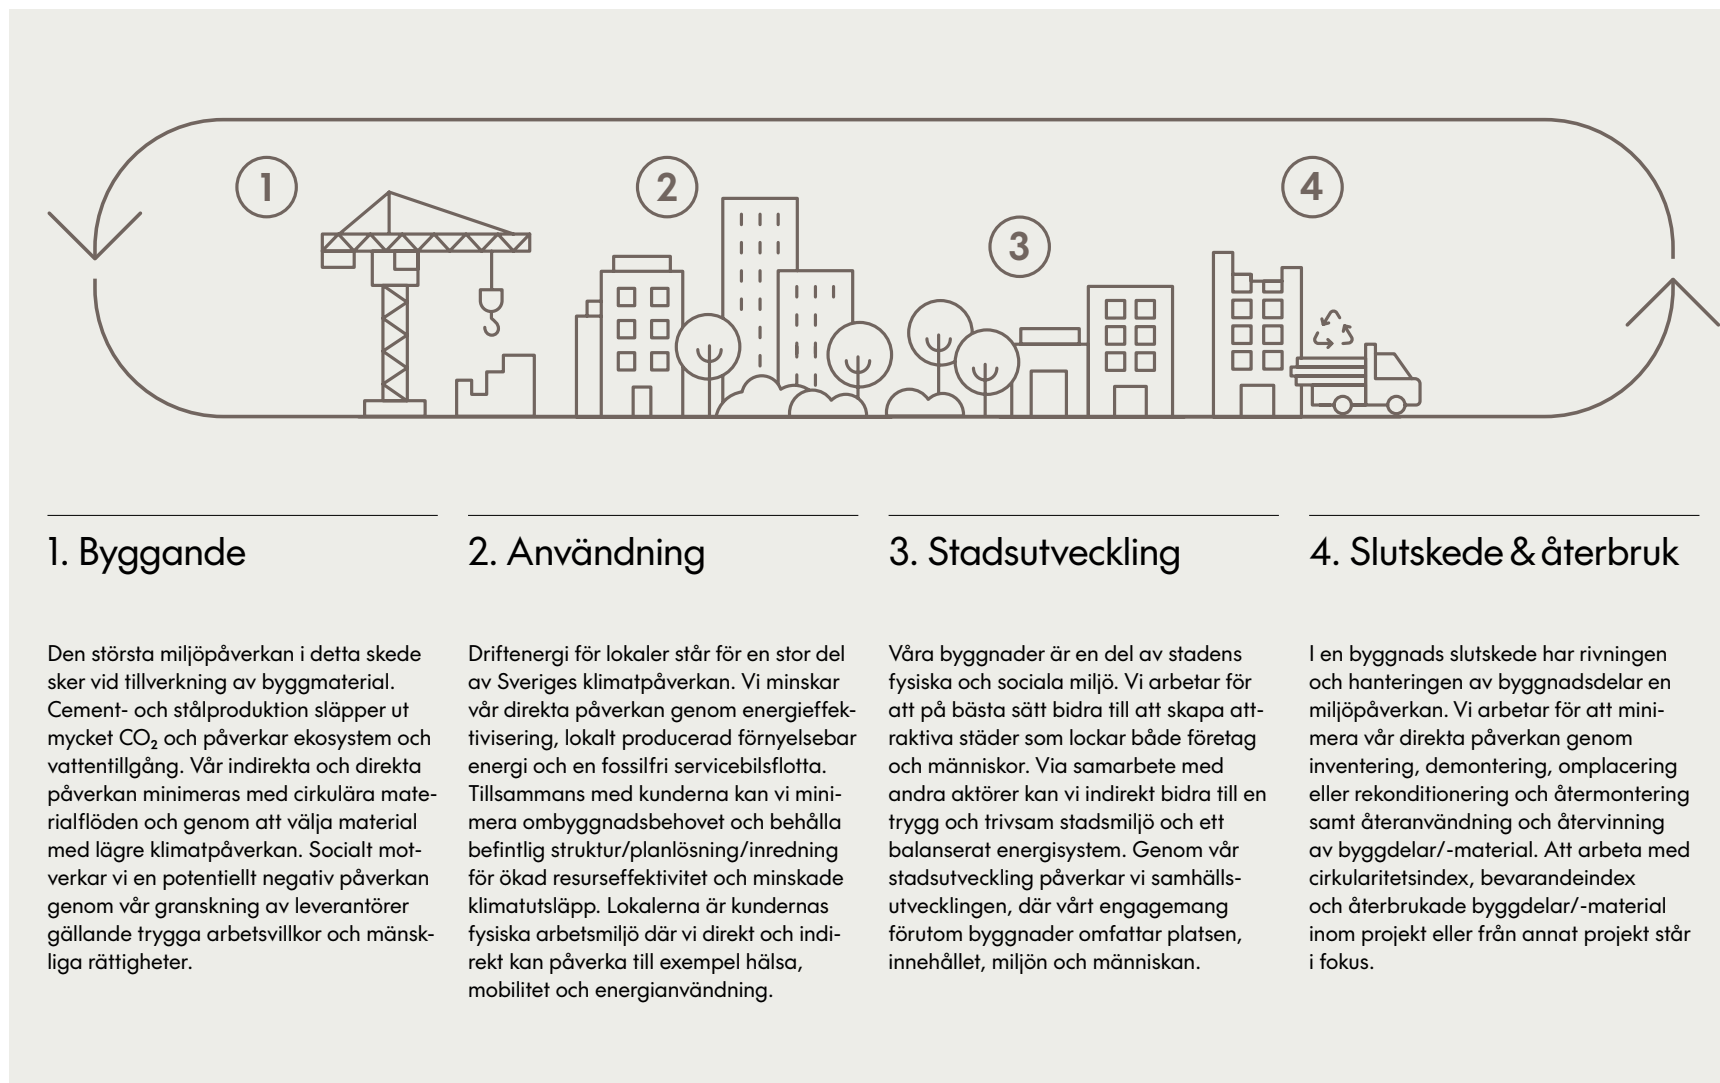 1
2
3
4
1. Byggande
Den största miljöpåverkan i detta skede
sker vid tillverkning av byggmaterial.
Cement- och stålproduktion släpper ut
mycket CO₂ och påverkar ekosystem och
vattentillgång. Vår indirekta och direkta
påverkan minimeras med cirkulära mate-
rialflöden och genom att välja material
med lägre klimatpåverkan. Socialt mot-
verkar vi en potentiellt negativ påverkan
genom vår granskning av leverantörer
gällande trygga arbetsvillkor och mänsk-
liga rättigheter.
2. Användning
Driftenergi för lokaler står för en stor del
av Sveriges klimatpåverkan. Vi minskar
vår direkta påverkan genom energieffek-
tivisering, lokalt producerad förnyelsebar
energi och en fossilfri servicebilsflotta.
Tillsammans med kunderna kan vi mini-
mera ombyggnadsbehovet och behålla
befintlig struktur/planlösning/inredning
för ökad resurseffektivitet och minskade
klimatutsläpp. Lokalerna är kundernas
fysiska arbetsmiljö där vi direkt och indi-
rekt kan påverka till exempel hälsa,
mobilitet och energianvändning.
3. Stadsutveckling
Våra byggnader är en del av stadens
fysiska och sociala miljö. Vi arbetar för
att på bästa sätt bidra till att skapa att-
raktiva städer som lockar både företag
och människor. Via samarbete med
andra aktörer kan vi indirekt bidra till en
trygg och trivsam stadsmiljö och ett
balanserat energisystem. Genom vår
stadsutveckling påverkar vi samhälls-
utvecklingen, där vårt engagemang
förutom byggnader omfattar platsen,
innehållet, miljön och människan.
4. Slutskede & återbruk
I en byggnads slutskede har rivningen
och hanteringen av byggnadsdelar en
miljöpåverkan. Vi arbetar för att mini-
mera vår direkta påverkan genom
inventering, demontering, omplacering
eller rekonditionering och återmontering
samt återanvändning och återvinning
av byggdelar/-material. Att arbeta med
cirkularitetsindex, bevarandeindex
och återbrukade byggdelar/-material
inom projekt eller från annat projekt står
i fokus.